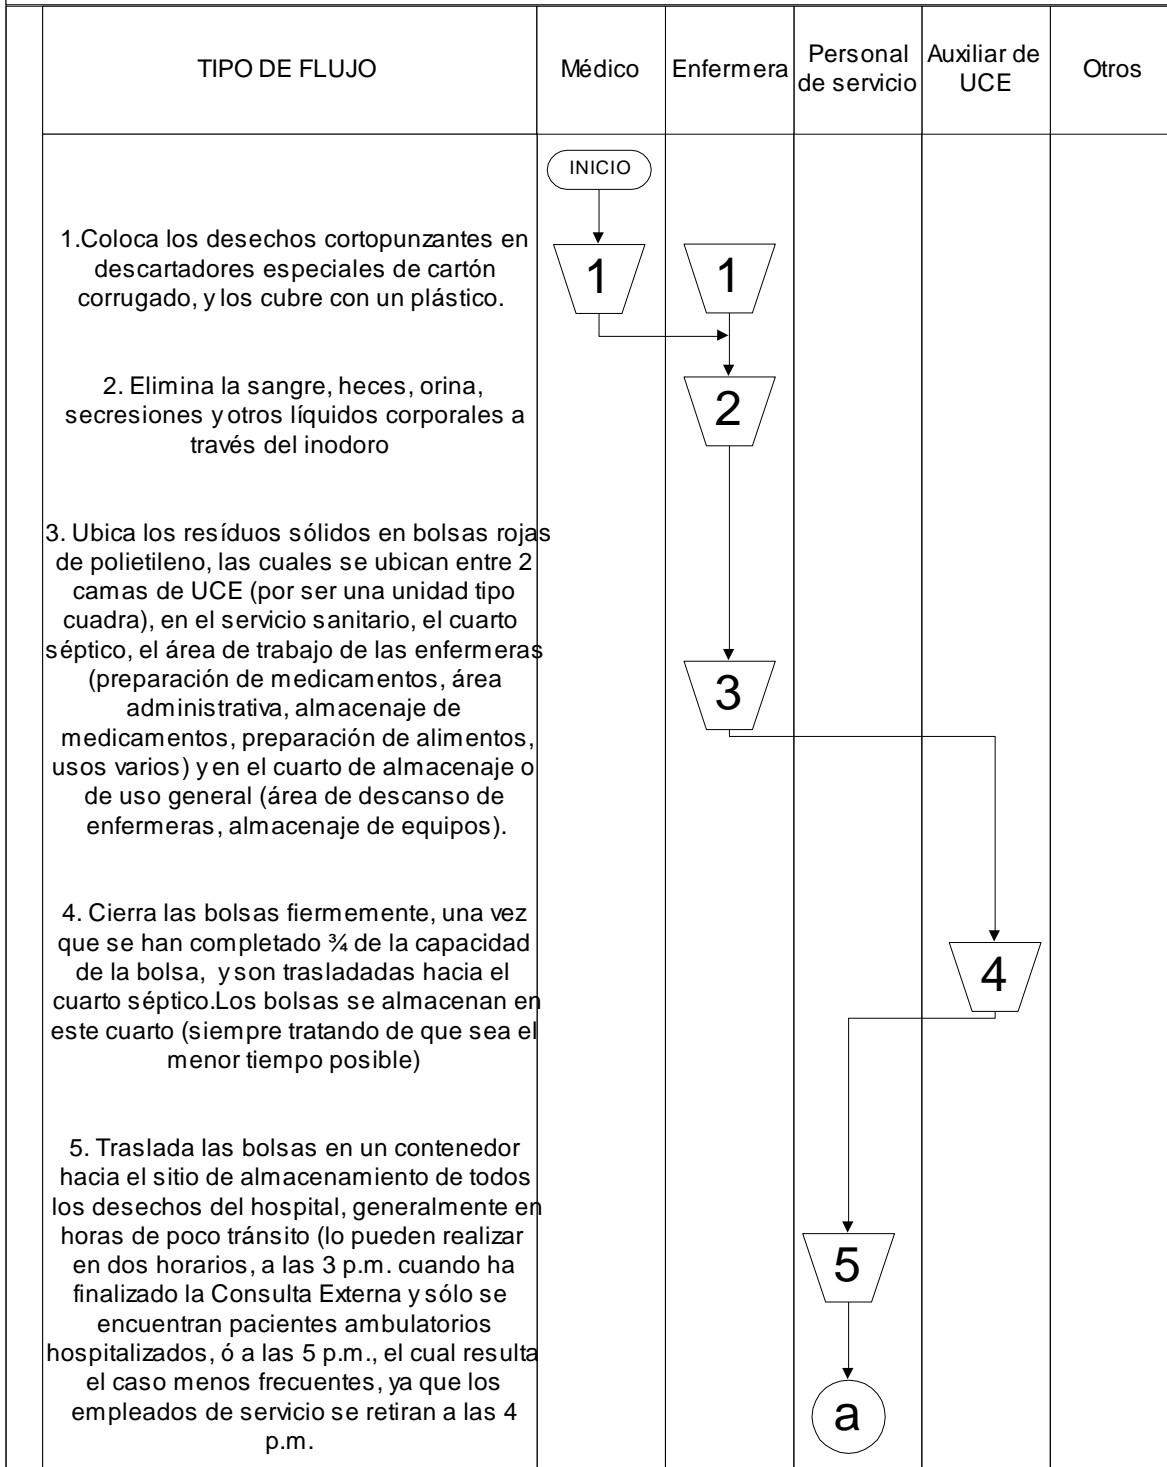 TIPO DE FLUJO
Médico
Enfermera
Personal
de servicio
Auxiliar de
UCE
Otros
INICIO
1.Coloca los desechos cortopunzantes en
descartadores especiales de cartón
corrugado, y los cubre con un plástico.
1
1
2. Elimina la sangre, heces, orina,
secresiones y otros líquidos corporales a
través del inodoro
2
3. Ubica los resíduos sólidos en bolsas rojas
de polietileno, las cuales se ubican entre 2
camas de UCE (por ser una unidad tipo
cuadra), en el servicio sanitario, el cuarto
séptico, el área de trabajo de las enfermeras
(preparación de medicamentos, área
administrativa, almacenaje de
medicamentos, preparación de alimentos,
usos varios) y en el cuarto de almacenaje o
de uso general (área de descanso de
enfermeras, almacenaje de equipos).
3
4. Cierra las bolsas fiermemente, una vez
que se han completado ¾ de la capacidad
de la bolsa, y son trasladadas hacia el
cuarto séptico.Los bolsas se almacenan en
este cuarto (siempre tratando de que sea el
menor tiempo posible)
4
5. Traslada las bolsas en un contenedor
hacia el sitio de almacenamiento de todos
los desechos del hospital, generalmente en
horas de poco tránsito (lo pueden realizar
en dos horarios, a las 3 p.m. cuando ha
finalizado la Consulta Externa y sólo se
encuentran pacientes ambulatorios
hospitalizados, ó a las 5 p.m., el cual resulta
el caso menos frecuentes, ya que los
empleados de servicio se retiran a las 4
p.m.
5
a